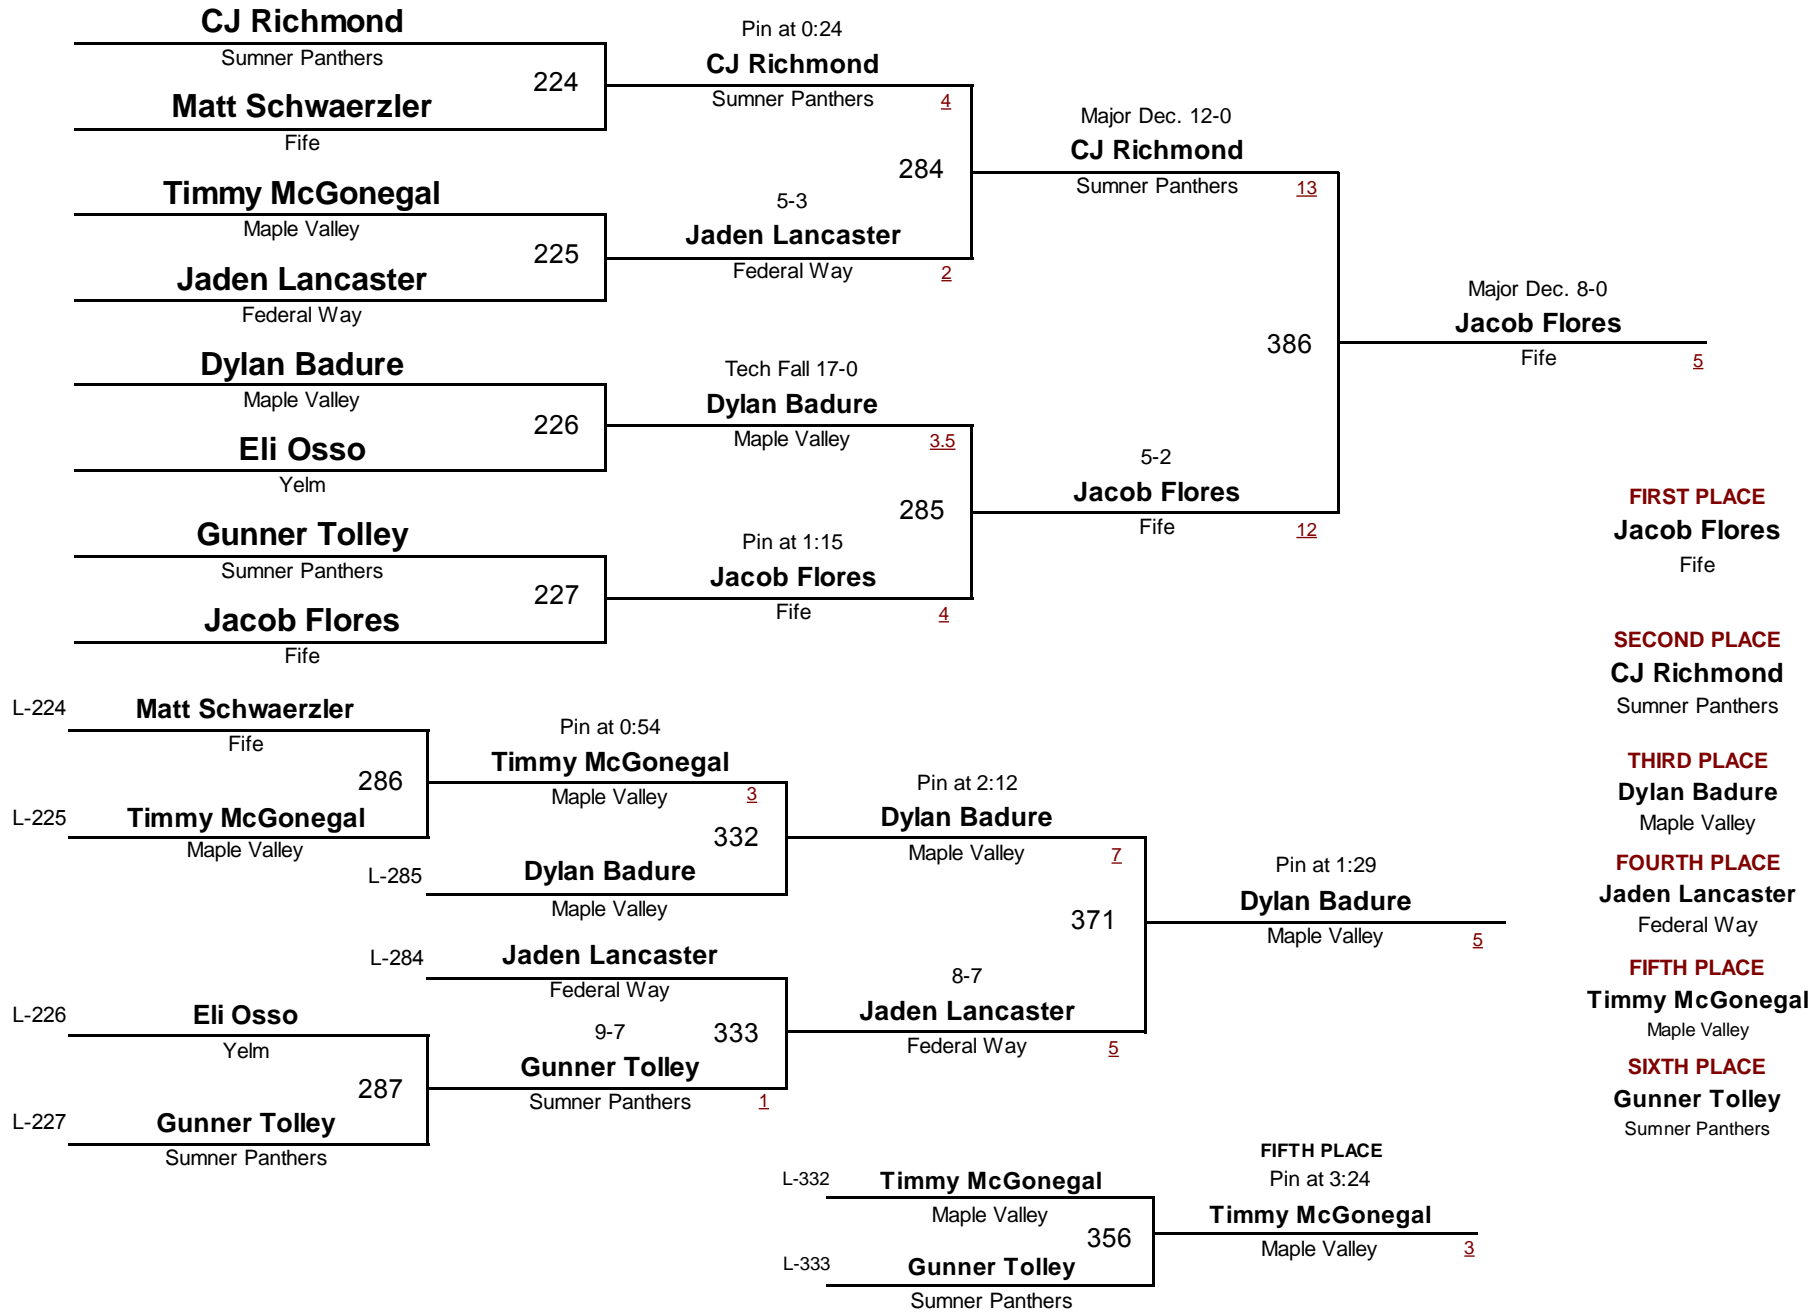 CJ Richmond
Sumner Panthers
224
Matt Schwaerzler
Fife
Timmy McGonegal
Maple Valley
225
Jaden Lancaster
Federal Way
Dylan Badure
Maple Valley
226
Eli Osso
Yelm
Gunner Tolley
Sumner Panthers
227
Jacob Flores
Fife
Pin at 0:24
CJ Richmond
Sumner Panthers 4
284
5-3
Jaden Lancaster
Federal Way 2
Tech Fall 17-0
Dylan Badure
Maple Valley 3.5
285
Pin at 1:15
Jacob Flores
Fife 4
Major Dec. 12-0
CJ Richmond
Sumner Panthers 13
386
5-2
Jacob Flores
Fife 12
Major Dec. 8-0
Jacob Flores
Fife 5
FIRST PLACE
Jacob Flores
Fife
SECOND PLACE
CJ Richmond
Sumner Panthers
THIRD PLACE
Dylan Badure
Maple Valley
FOURTH PLACE
Jaden Lancaster
Federal Way
FIFTH PLACE
Timmy McGonegal
Maple Valley
SIXTH PLACE
Gunner Tolley
Sumner Panthers
L-224 Matt Schwaerzler
Fife
286
L-225 Timmy McGonegal
Maple Valley
Pin at 0:54
Timmy McGonegal
Maple Valley 3
332
L-285 Dylan Badure
Maple Valley
L-284 Jaden Lancaster
Federal Way
333
L-226 Eli Osso
Yelm
287
L-227 Gunner Tolley
Sumner Panthers
9-7
Gunner Tolley
Sumner Panthers 1
Pin at 2:12
Dylan Badure
Maple Valley 7
371
8-7
Jaden Lancaster
Federal Way 5
Pin at 1:29
Dylan Badure
Maple Valley 5
L-332 Timmy McGonegal
Maple Valley
356
L-333 Gunner Tolley
Sumner Panthers
FIFTH PLACE
Pin at 3:24
Timmy McGonegal
Maple Valley 3